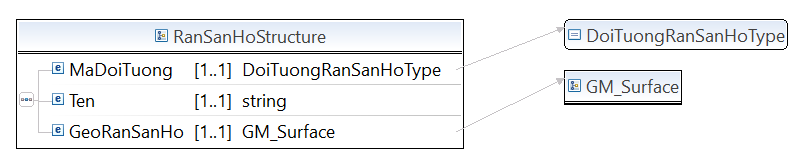 RanSanHoStructure
MaDoiTuong [1..1] DoiTuongRanSanHoType
Ten [1..1] string
GeoRanSanHo [1..1] GM_Surface
DoiTuongRanSanHoType
GM_Surface